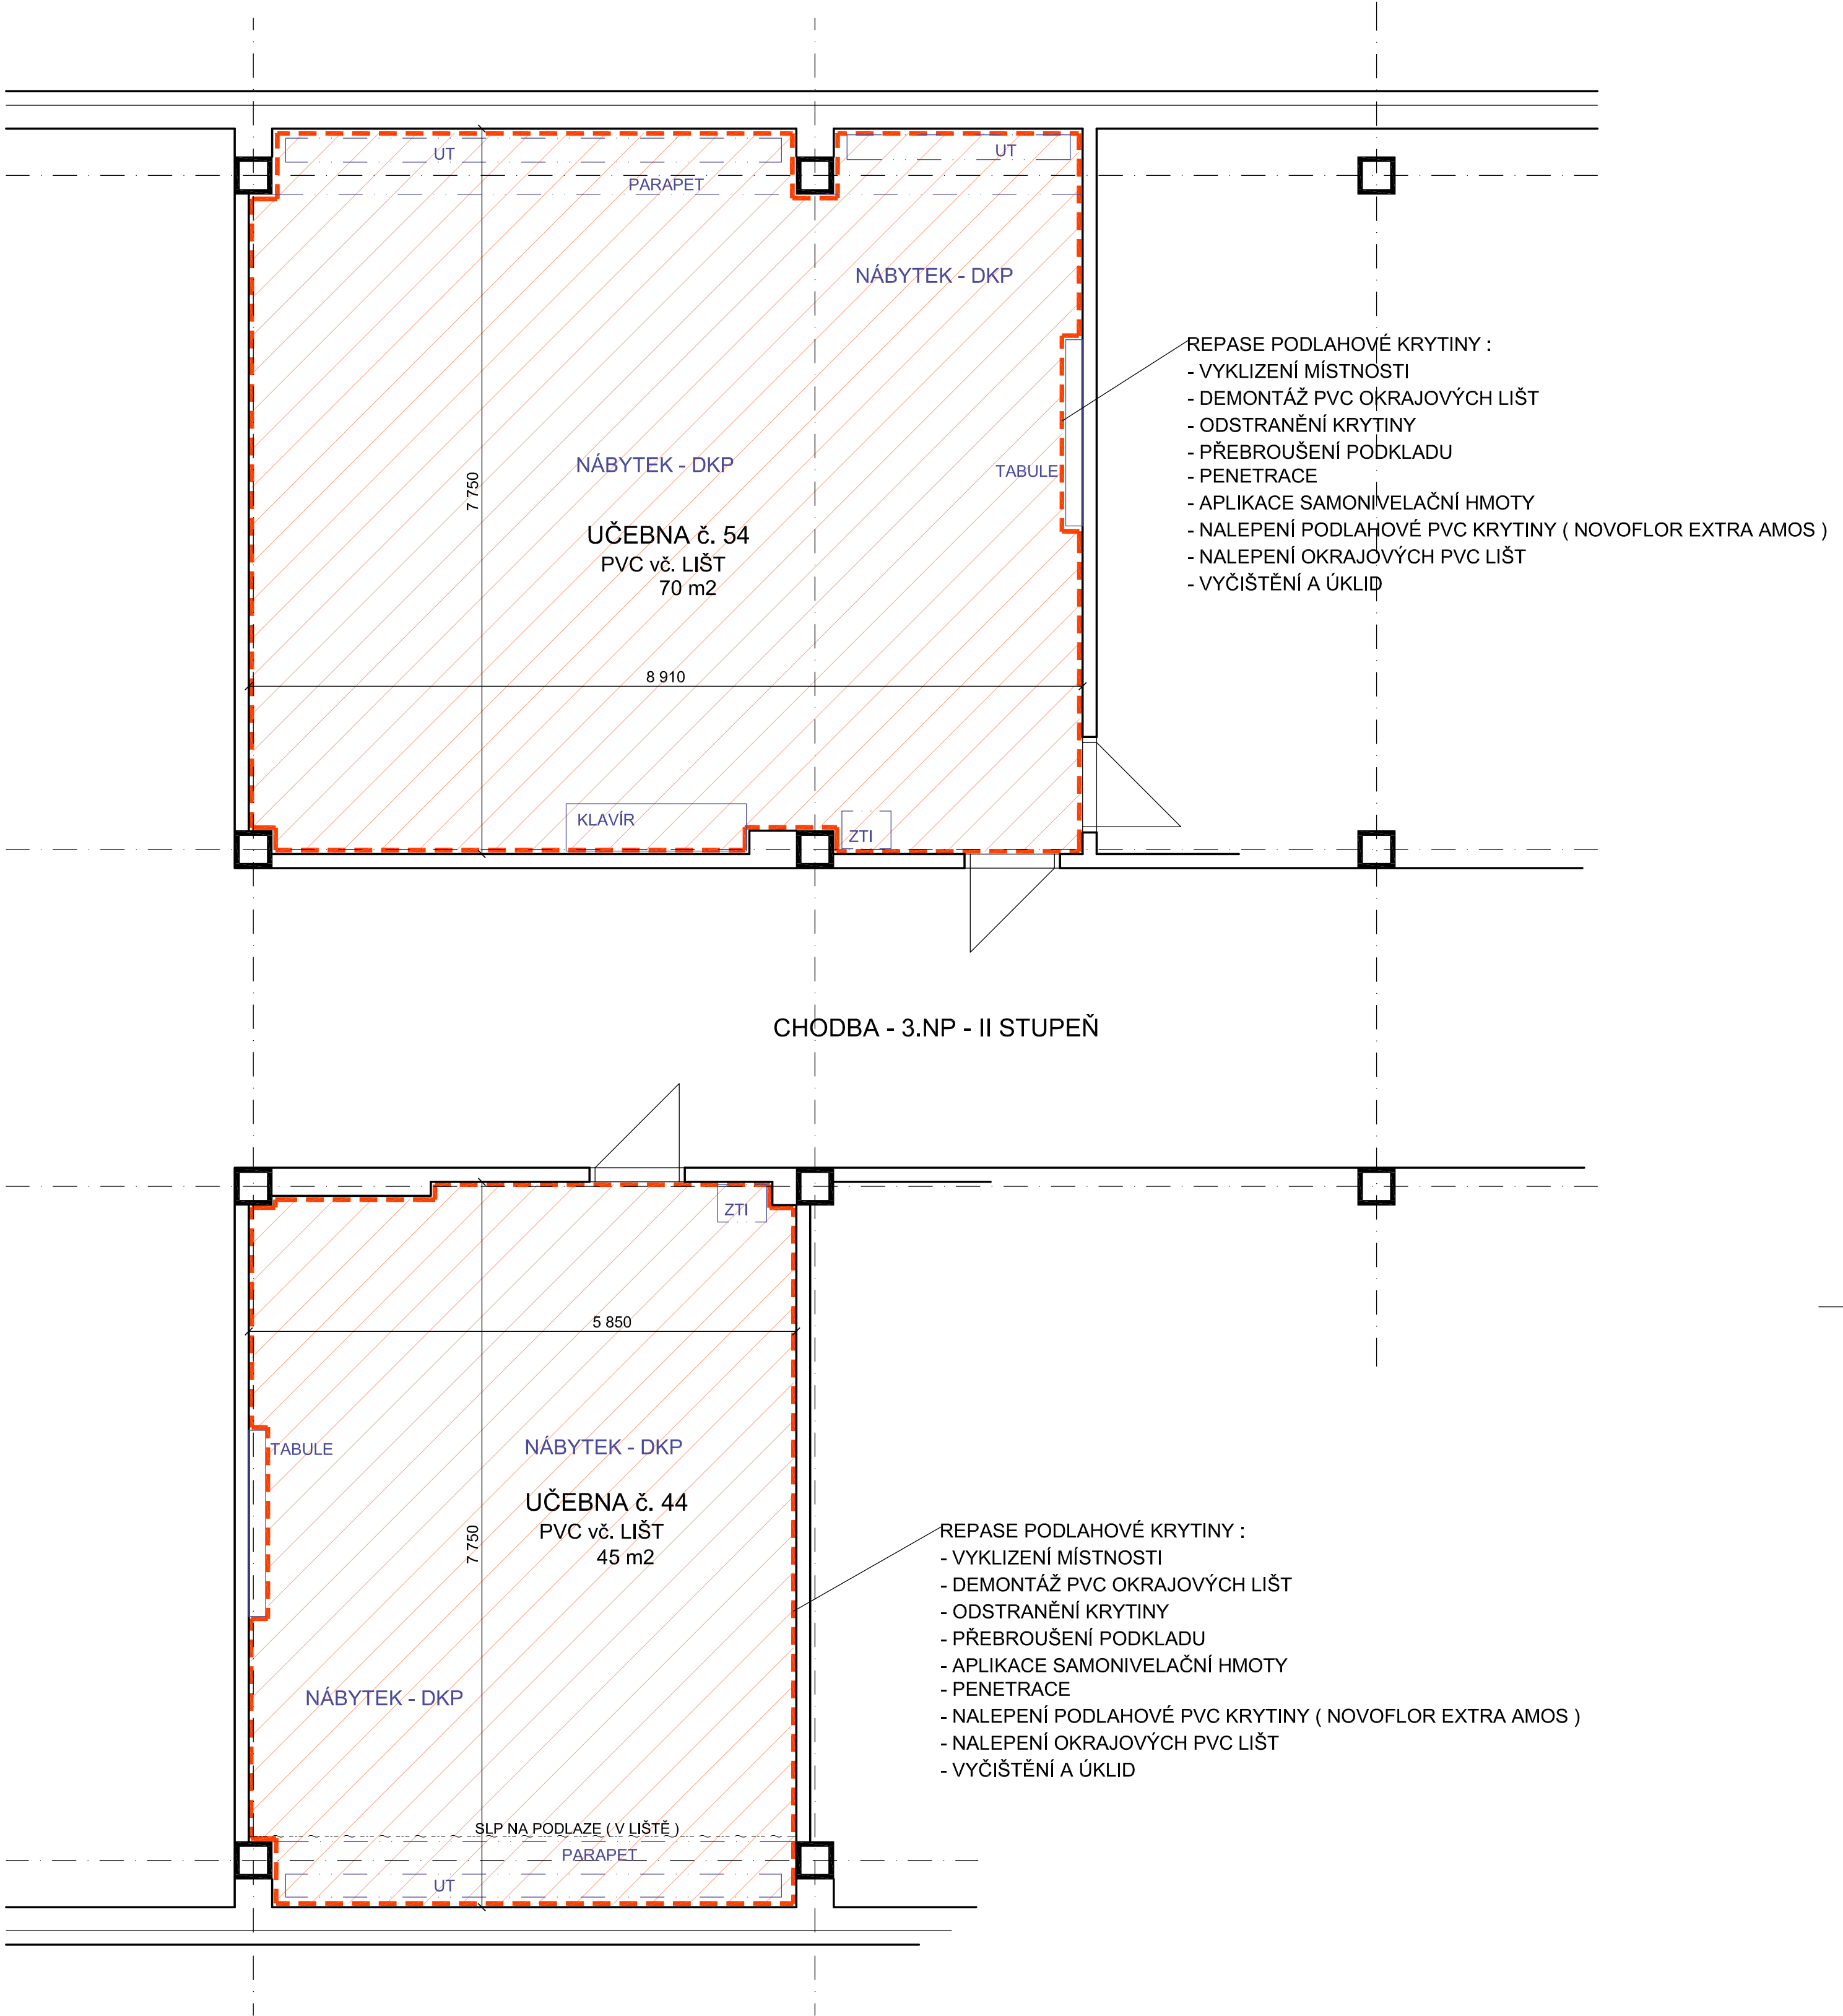 UT
UT
PARAPET
NÁBYTEK - DKP
REPASE PODLAHOVÉ KRYTINY :
- VYKLIZENÍ MÍSTNOSTI
- DEMONTÁŽ PVC OKRAJOVÝCH LIŠT
- ODSTRANĚNÍ KRYTINY
- PŘEBROUŠENÍ PODKLADU
- PENETRACE
- APLIKACE SAMONIVELAČNÍ HMOTY
- NALEPENÍ PODLAHOVÉ PVC KRYTINY ( NOVOFLOR EXTRA AMOS )
- NALEPENÍ OKRAJOVÝCH PVC LIŠT
- VYČIŠTĚNÍ A ÚKLID
NÁBYTEK - DKP
TABULE
7 750
UČEBNA č. 54
PVC vč. LIŠT
70 m2
8 910
KLAVÍR
ZTI
CHODBA - 3.NP - II STUPEŇ
ZTI
5 850
TABULE
NÁBYTEK - DKP
UČEBNA č. 44
PVC vč. LIŠT
45 m2
7 750
REPASE PODLAHOVÉ KRYTINY :
- VYKLIZENÍ MÍSTNOSTI
- DEMONTÁŽ PVC OKRAJOVÝCH LIŠT
- ODSTRANĚNÍ KRYTINY
- PŘEBROUŠENÍ PODKLADU
- APLIKACE SAMONIVELAČNÍ HMOTY
- PENETRACE
- NALEPENÍ PODLAHOVÉ PVC KRYTINY ( NOVOFLOR EXTRA AMOS )
- NALEPENÍ OKRAJOVÝCH PVC LIŠT
- VYČIŠTĚNÍ A ÚKLID
NÁBYTEK - DKP
SLP NA PODLAZE ( V LIŠTĚ )
PARAPET
UT